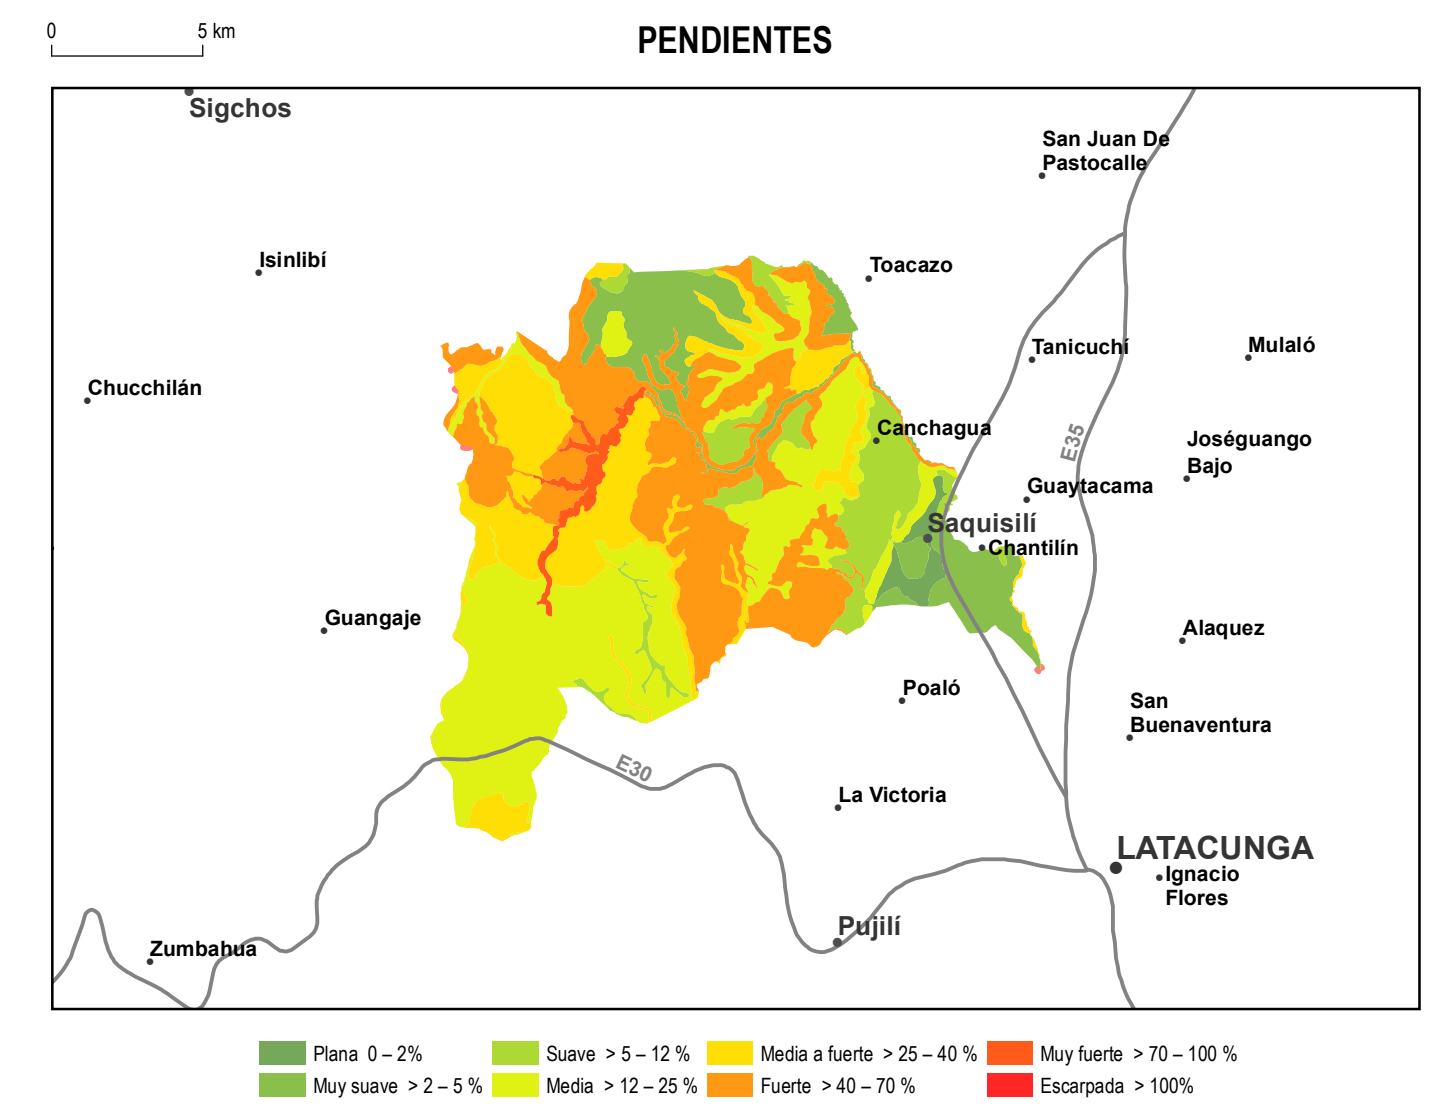 0 5 km
PENDIENTES
Sigchos
San Juan De
Pastocalle
Isinlibí
Toacazo
Tanicuchí
Mulaló
Chucchilán
Canchagua
E35
Joséguango
Bajo
Guaytacama
Saquisilí
Chantilín
Guangaje
Alaquez
Poaló
San
Buenaventura
E30
La Victoria
LATACUNGA
Ignacio
Flores
Pujilí
Zumbahua
Plana 0 – 2%
Suave > 5 – 12 %
Media a fuerte > 25 – 40 %
Muy fuerte > 70 – 100 %
Muy suave > 2 – 5 %
Media > 12 – 25 %
Fuerte > 40 – 70 %
Escarpada > 100%